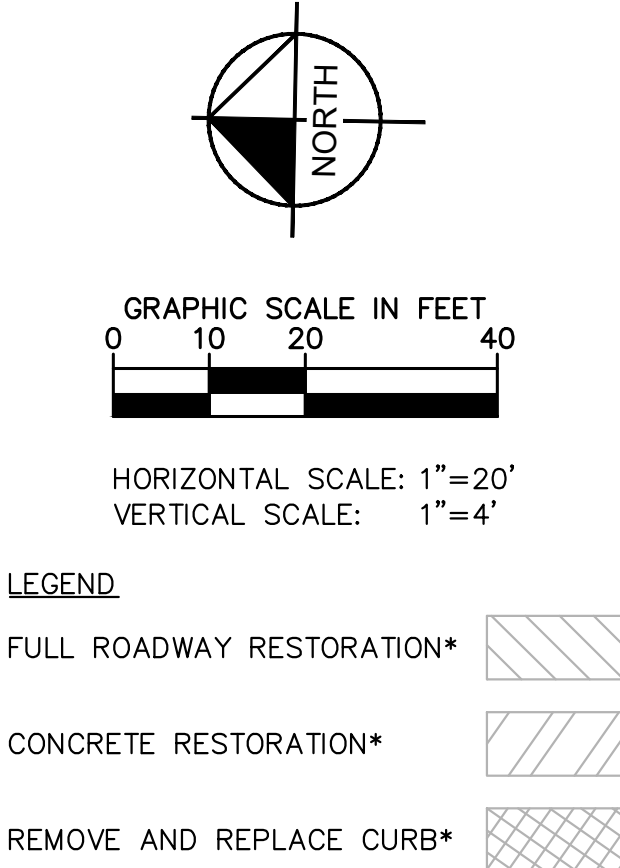 NORTH
GRAPHIC SCALE IN FEET
0 10 20 40
HORIZONTAL SCALE: 1"=20'
VERTICAL SCALE: 1"=4'
LEGEND
FULL ROADWAY RESTORATION*
CONCRETE RESTORATION*
REMOVE AND REPLACE CURB*